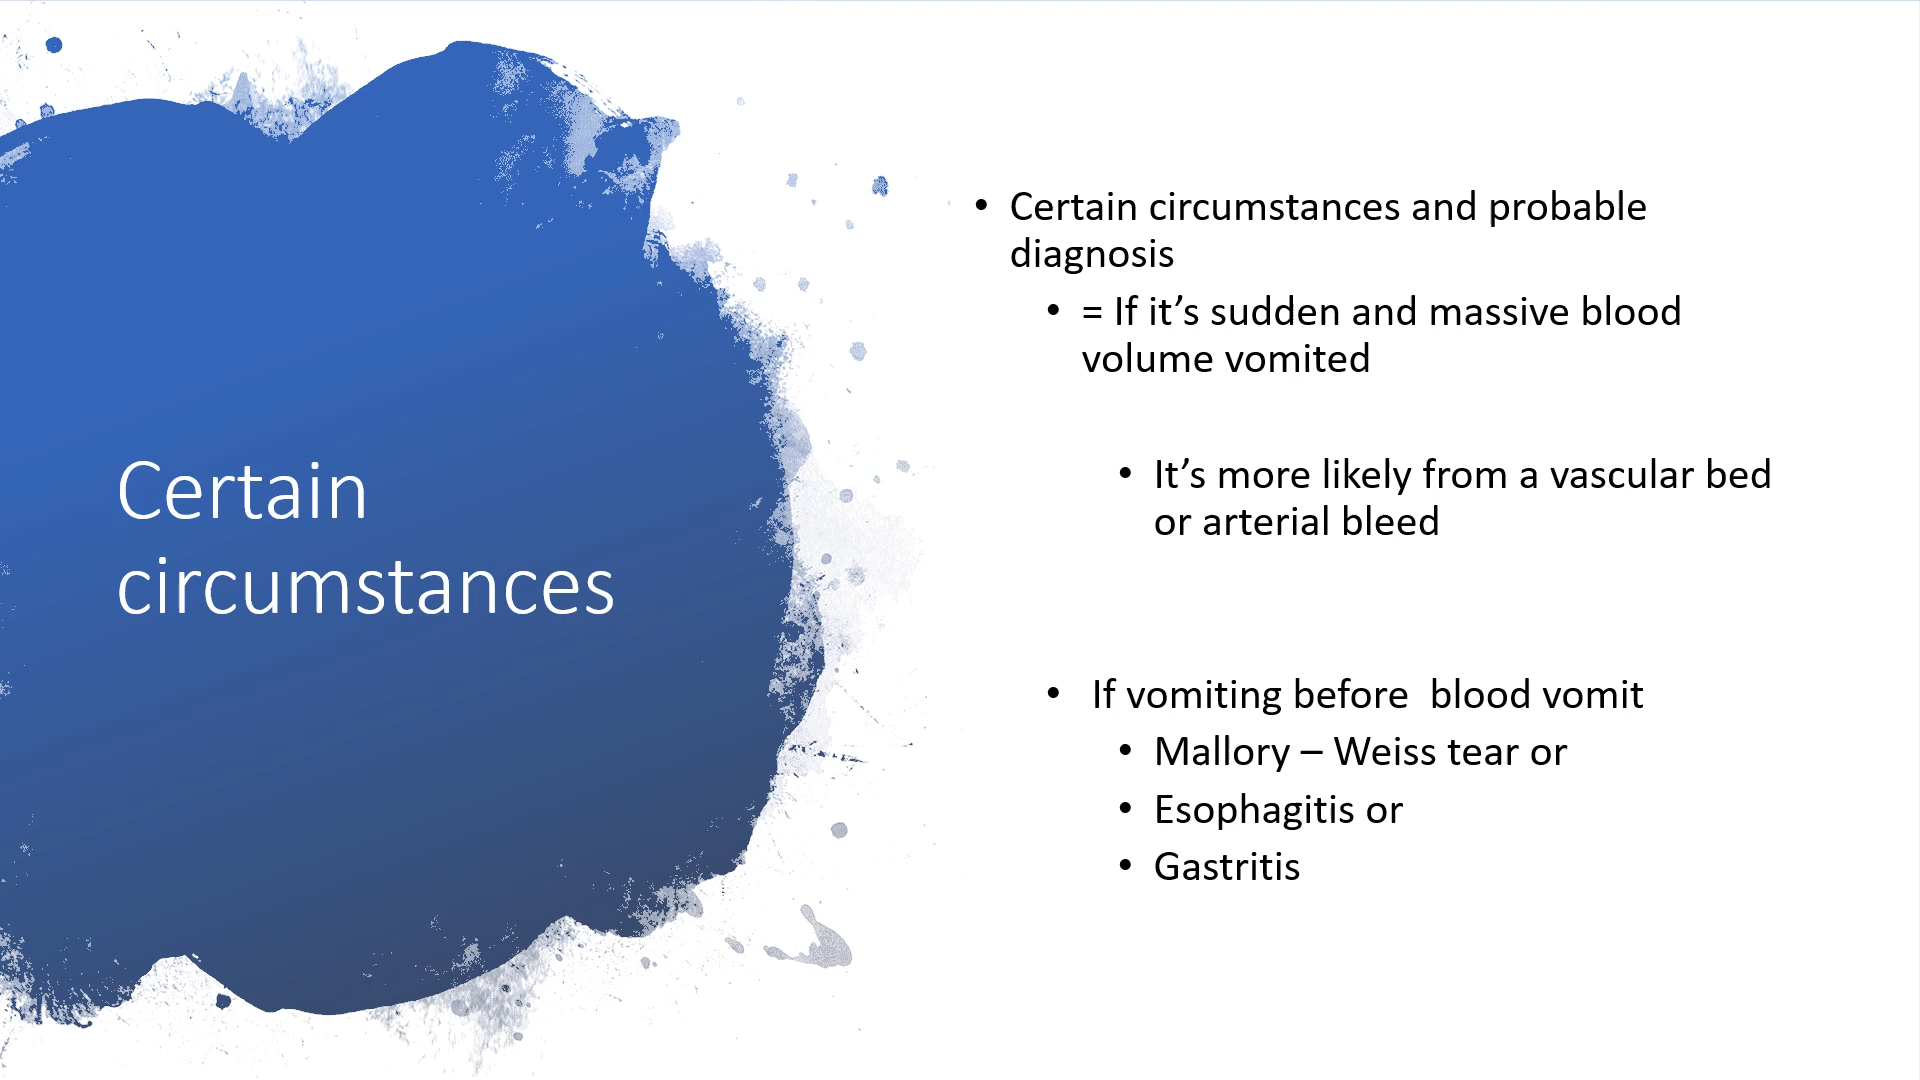 Certain
circumstances
• Certain circumstances and probable
diagnosis
• = If it’s sudden and massive blood
volume vomited
• It’s more likely from a vascular bed
or arterial bleed
• If vomiting before  blood vomit
• Mallory – Weiss tear or
• Esophagitis or
• Gastritis